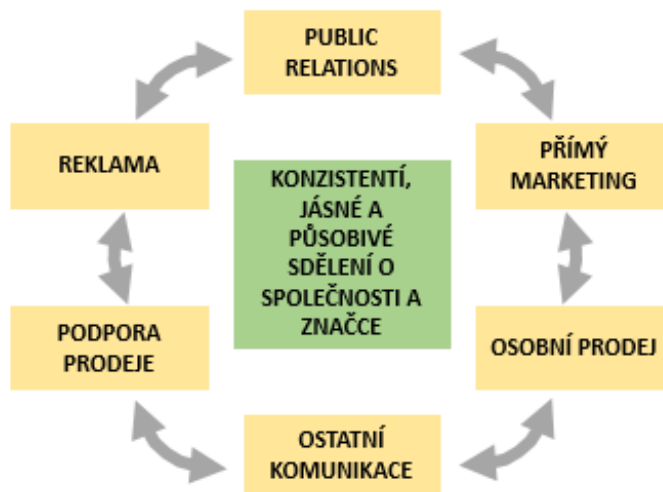 PUBLIC
RELATIONS
REKLAMA
PŘÍMÝ
MARKETING
KONZISTENTÍ,
JÁSNÉ A
PŮSOBIVÉ
SDĚLENÍ O
SPOLEČNOSTI A
ZNAČCE
PODPORA
PRODEJE
OSOBNÍ PRODEJ
OSTATNÍ
KOMUNIKACE